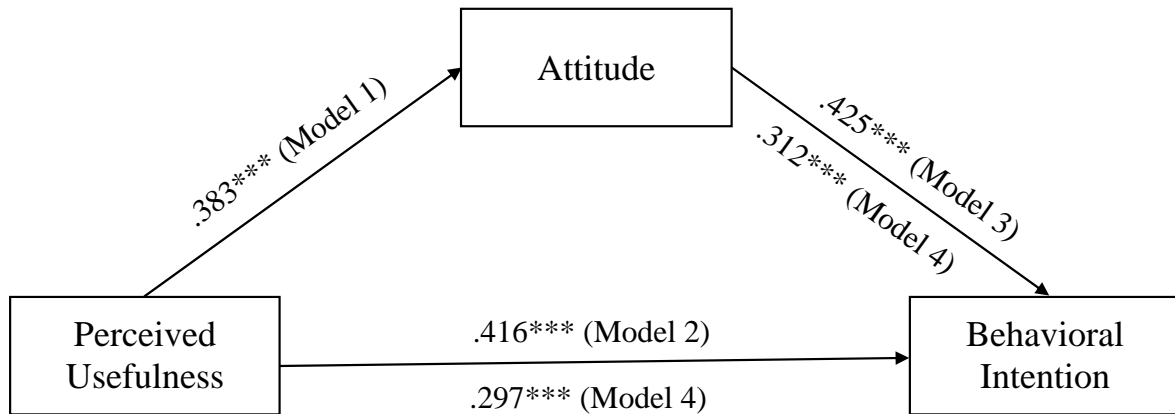 Attitude
.383*** (Model 1)
.425*** (Model 3)
.312*** (Model 4)
Perceived
Usefulness
.416*** (Model 2)
.297*** (Model 4)
Behavioral
Intention